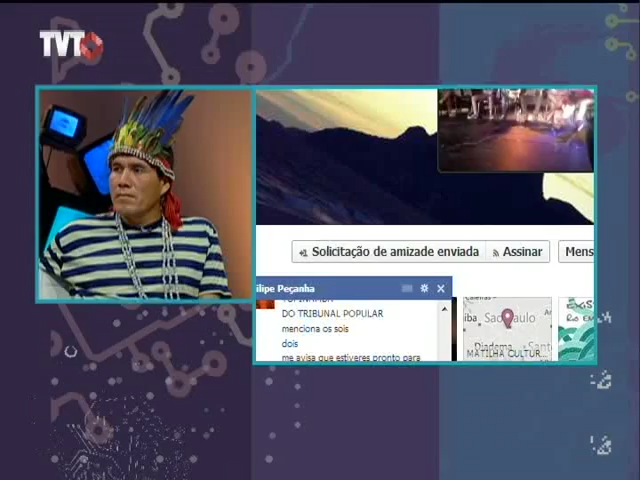 TVT
Solicitação de amizade enviada
Assinar
Mens
ilipe Peçanha
DO TRIBUNAL POPULAR
menciona os sois
dois
me avisa que estiveres pronto para
São Paulo
Diadema
Sant
MATILHA CULTUR...